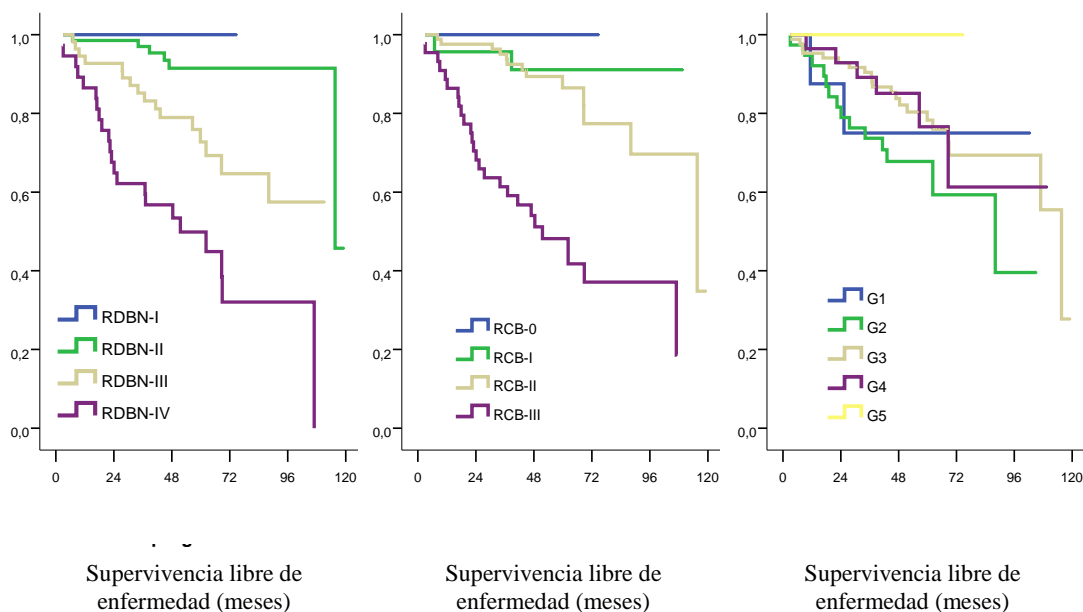 1,0
0,8
0,6
0,4
0,2
0,0
RDBN-I
RDBN-II
RDBN-III
RDBN-IV
0 24 48 72 96 120
Supervivencia libre de
enfermedad (meses)
1,0
0,8
0,6
0,4
0,2
0,0
RCB-0
RCB-I
RCB-II
RCB-III
0 24 48 72 96 120
Supervivencia libre de
enfermedad (meses)
1,0
0,8
0,6
0,4
0,2
0,0
G1
G2
G3
G4
G5
0 24 48 72 96 120
Supervivencia libre de
enfermedad (meses)